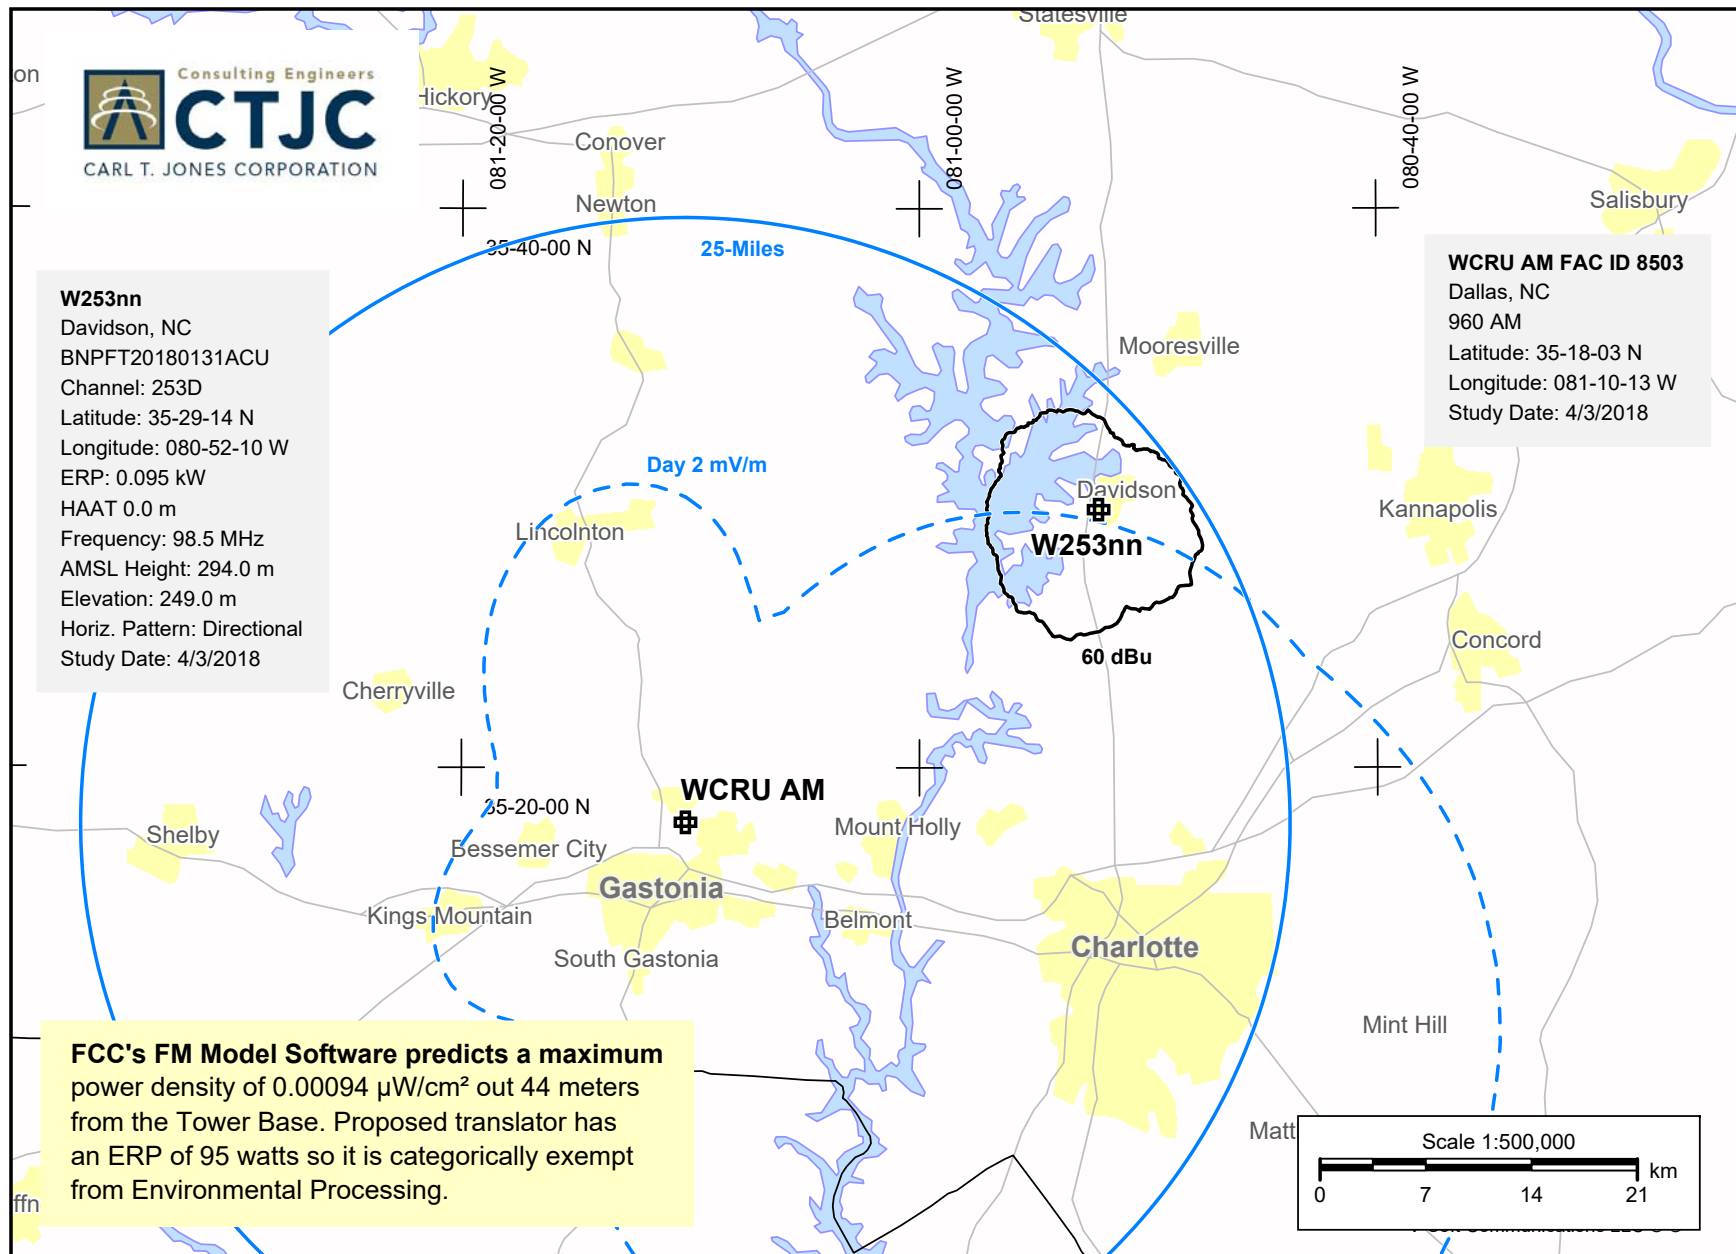 Statesville
on
Consulting Engineers
CTJC
CARL T. JONES CORPORATION
Hickory
081-20-00 W
081-00-00 W
080-40-00 W
Conover
Newton
Salisbury
35-40-00 N
25-Miles
W253nn
Davidson, NC
BNPFT20180131ACU
Channel: 253D
Latitude: 35-29-14 N
Longitude: 080-52-10 W
ERP: 0.095 kW
HAAT 0.0 m
Frequency: 98.5 MHz
AMSL Height: 294.0 m
Elevation: 249.0 m
Horiz. Pattern: Directional
Study Date: 4/3/2018
WCRU AM FAC ID 8503
Dallas, NC
960 AM
Latitude: 35-18-03 N
Longitude: 081-10-13 W
Study Date: 4/3/2018
Mooresville
Day 2 mV/m
Davidson
Kannapolis
Lincolnton
W253nn
60 dBu
Concord
Cherryville
WCRU AM
35-20-00 N
Shelby
Mount Holly
Bessemer City
Gastonia
Kings Mountain
Belmont
Charlotte
South Gastonia
Mint Hill
FCC's FM Model Software predicts a maximum
power density of 0.00094 µW/cm² out 44 meters
from the Tower Base. Proposed translator has
an ERP of 95 watts so it is categorically exempt
from Environmental Processing.
Matt
ffn
Scale 1:500,000
km
0 7 14 21